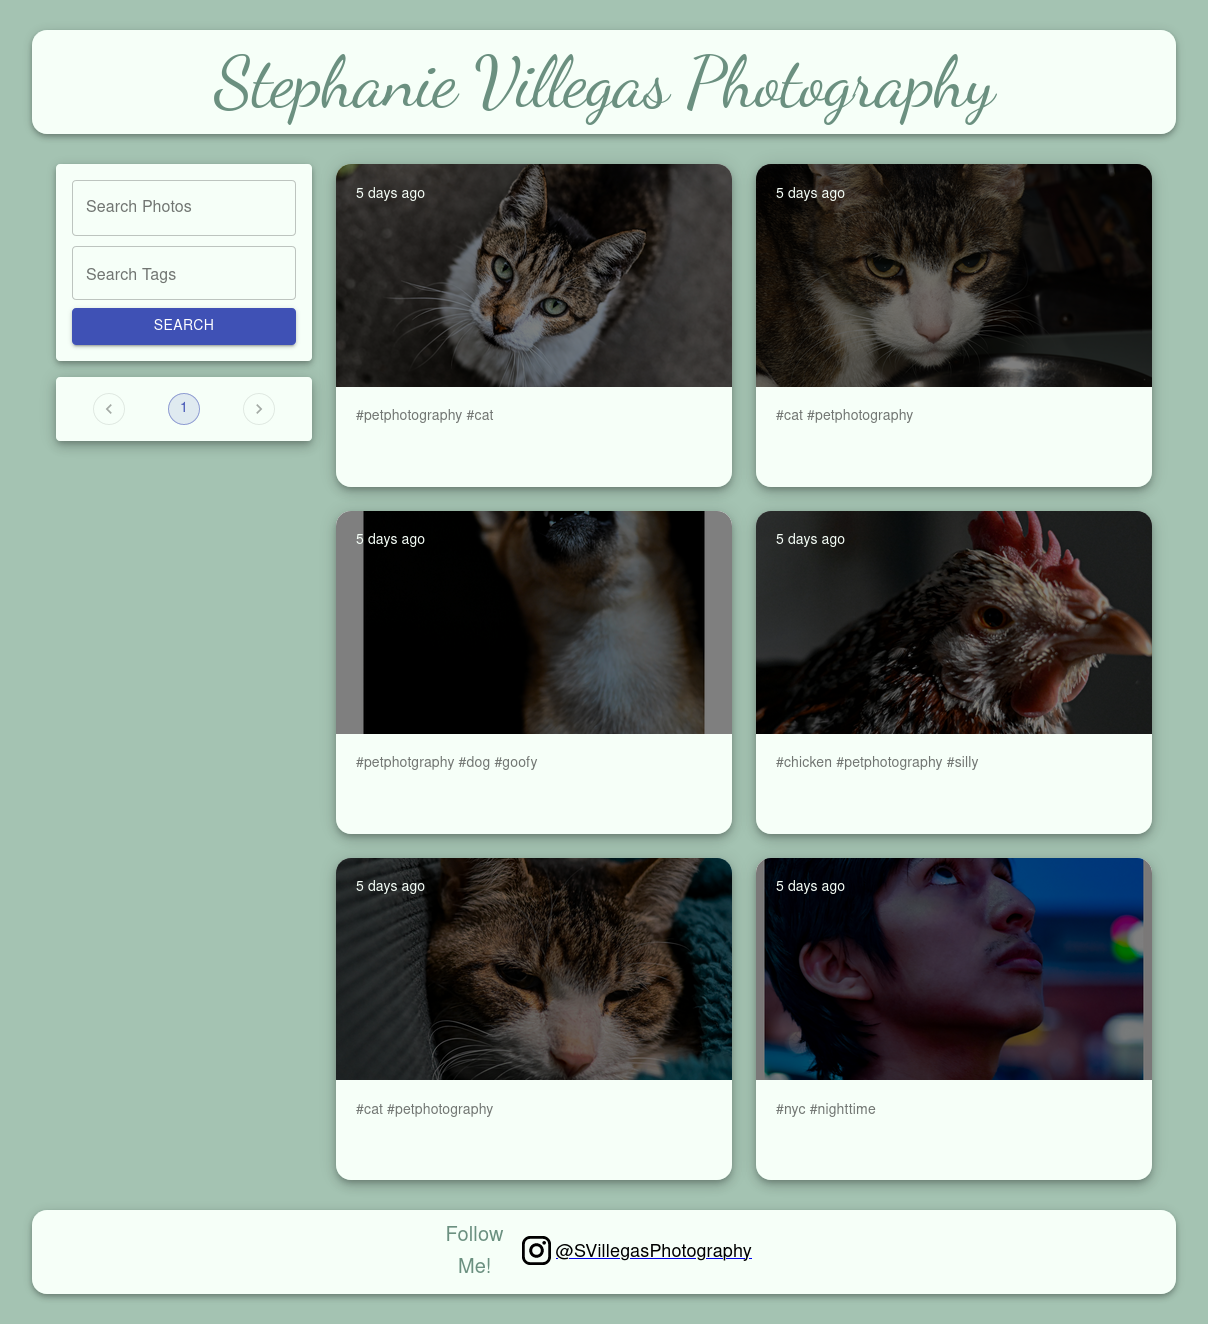 Stephanie Villegas Photography
Search Photos
Search Tags
SEARCH
1
5 days ago
#petphotography #cat
5 days ago
#cat #petphotography
5 days ago
#petphotgraphy #dog #goofy
5 days ago
#chicken #petphotography #silly
5 days ago
#cat #petphotography
5 days ago
#nyc #nighttime
Follow
Me!
@SVillegasPhotography